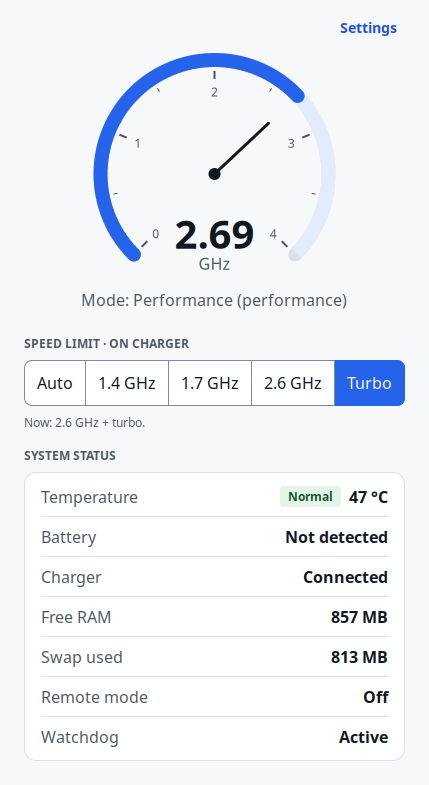 Settings
2
1
3
0
4
2.69
GHz
Mode: Performance (performance)
SPEED LIMIT · ON CHARGER
Auto 1.4 GHz 1.7 GHz 2.6 GHz Turbo
Now: 2.6 GHz + turbo.
SYSTEM STATUS
Temperature Normal 47 °C
Battery Not detected
Charger Connected
Free RAM 857 MB
Swap used 813 MB
Remote mode Off
Watchdog Active